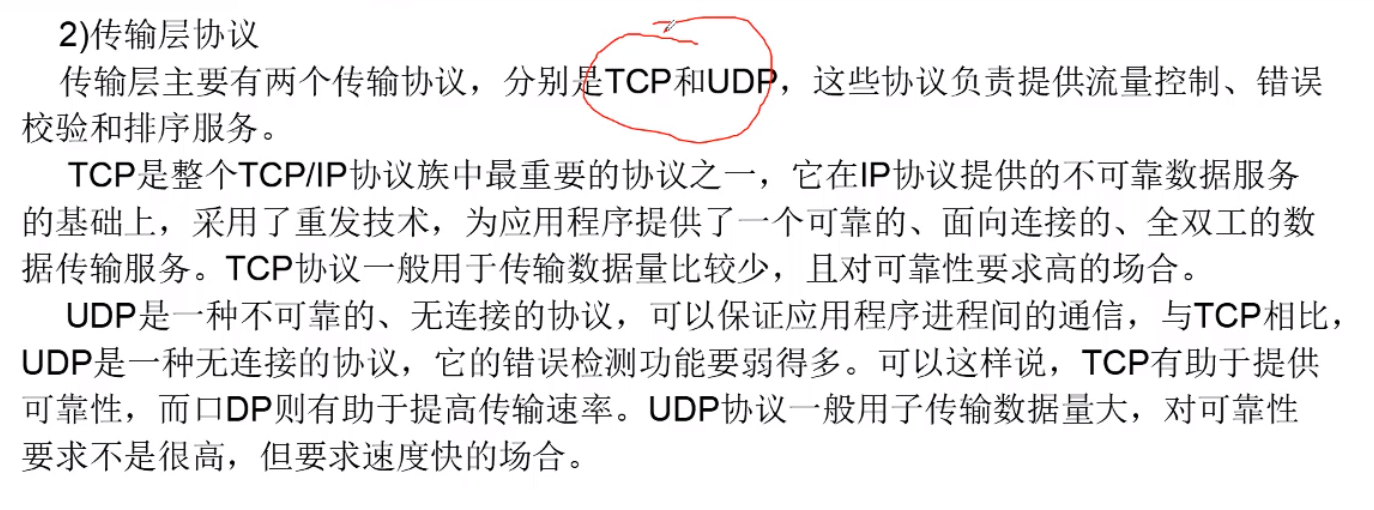 2)传输层协议
传输层主要有两个传输协议，分别是TCP和UDP，这些协议负责提供流量控制、错误
校验和排序服务。
TCP是整个TCP/IP协议族中最重要的协议之一，它在IP协议提供的不可靠数据服务
的基础上，采用了重发技术，为应用程序提供了一个可靠的、面向连接的、全双工的数
据传输服务。TCP协议一般用于传输数据量比较少，且对可靠性要求高的场合。
UDP是一种不可靠的、无连接的协议，可以保证应用程序进程间的通信，与TCP相比，
UDP是一种无连接的协议，它的错误检测功能要弱得多。可以这样说，TCP有助于提供
可靠性，而口DP则有助于提高传输速率。UDP协议一般用子传输数据量大，对可靠性
要求不是很高，但要求速度快的场合。